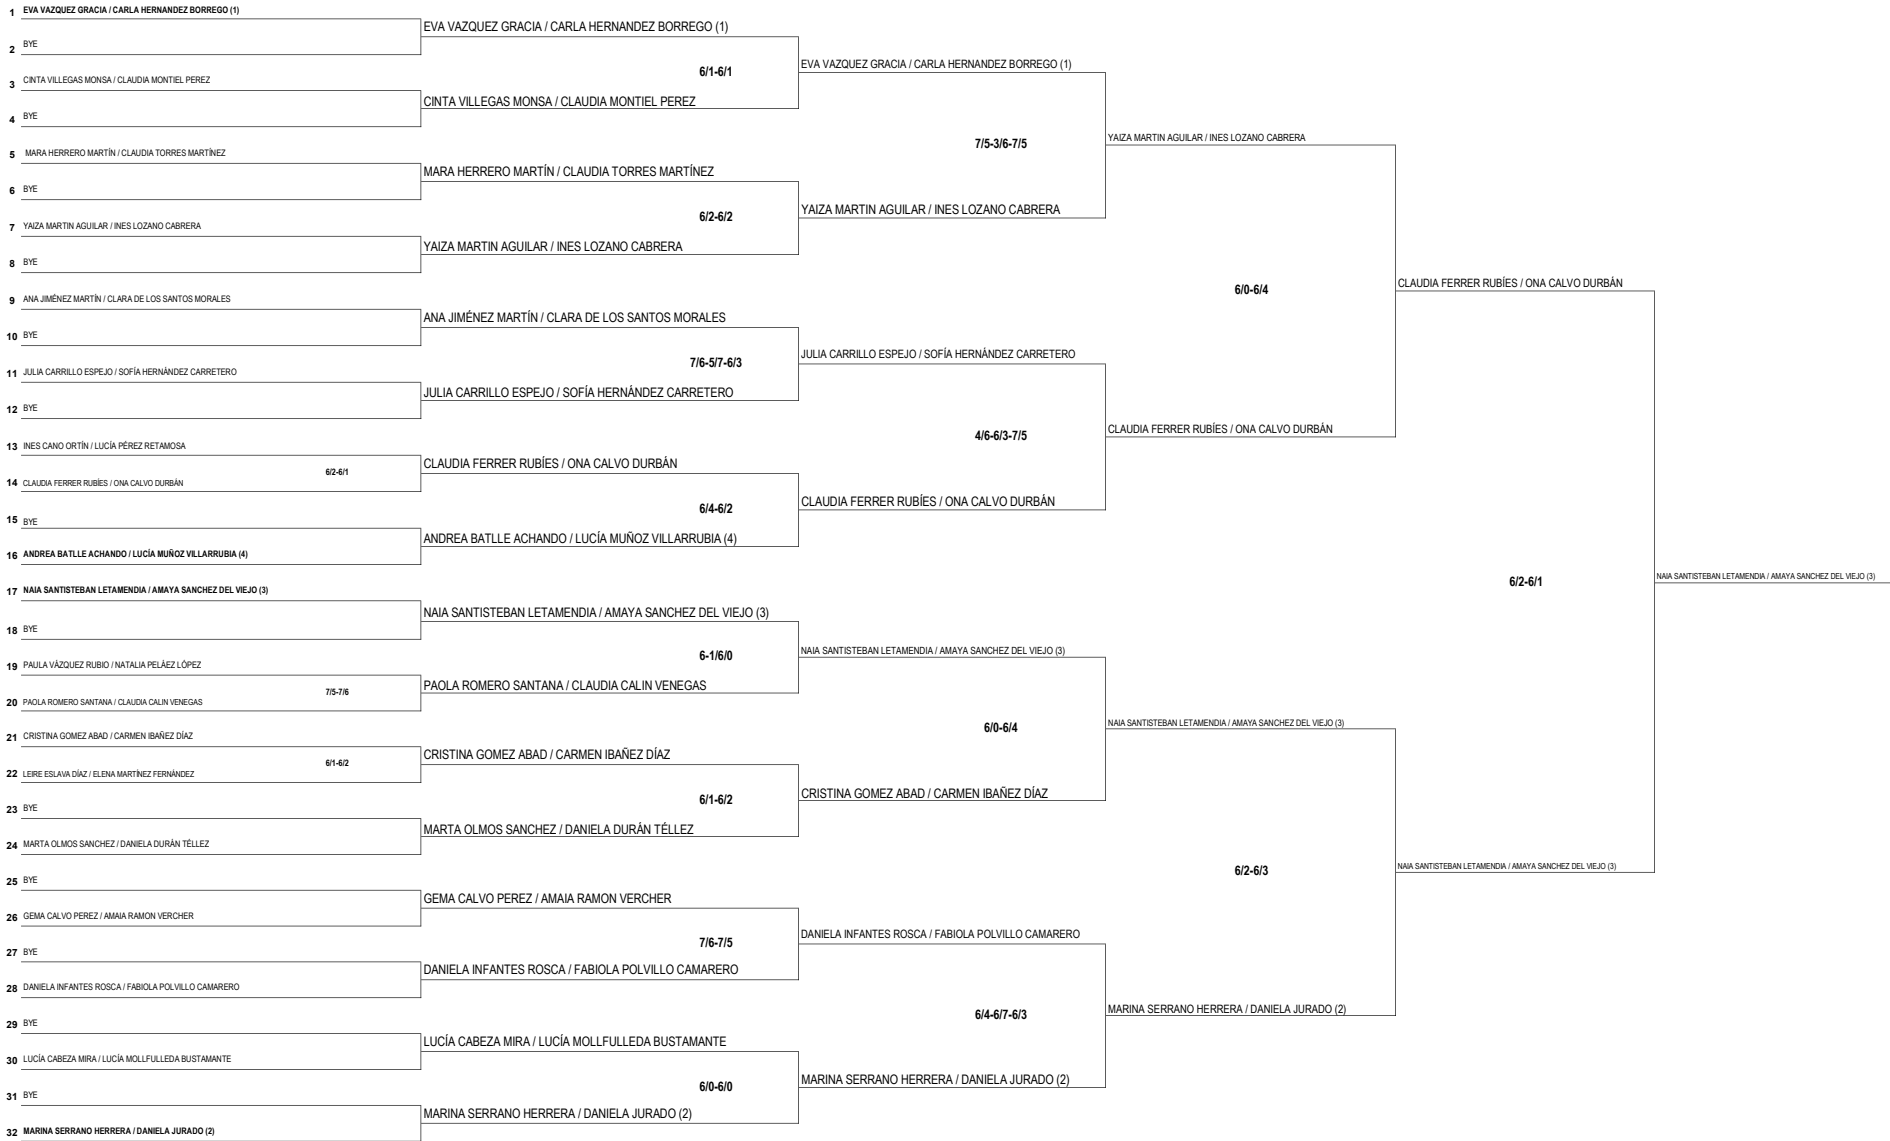 1 EVA VAZQUEZ GRACIA / CARLA HERNANDEZ BORREGO (1)
2 BYE
3 CINTA VILLEGAS MONSA / CLAUDIA MONTIEL PEREZ
4 BYE
5 MARA HERRERO MARTÍN / CLAUDIA TORRES MARTÍNEZ
6 BYE
7 YAIZA MARTIN AGUILAR / INES LOZANO CABRERA
8 BYE
9 ANA JIMÉNEZ MARTÍN / CLARA DE LOS SANTOS MORALES
10 BYE
11 JULIA CARRILLO ESPEJO / SOFÍA HERNÁNDEZ CARRETERO
12 BYE
13 INES CANO ORTÍN / LUCÍA PÉREZ RETAMOSA
6/2-6/1
14 CLAUDIA FERRER RUBÍES / ONA CALVO DURBÁN
15 BYE
16 ANDREA BATLLE ACHANDO / LUCÍA MUÑOZ VILLARRUBIA (4)
17 NAIA SANTISTEBAN LETAMENDIA / AMAYA SANCHEZ DEL VIEJO (3)
18 BYE
19 PAULA VÁZQUEZ RUBIO / NATALIA PELÁEZ LÓPEZ
7/5-7/6
20 PAOLA ROMERO SANTANA / CLAUDIA CALIN VENEGAS
21 CRISTINA GOMEZ ABAD / CARMEN IBAÑEZ DÍAZ
6/1-6/2
22 LEIRE ESLAVA DÍAZ / ELENA MARTÍNEZ FERNÁNDEZ
23 BYE
24 MARTA OLMOS SANCHEZ / DANIELA DURÁN TÉLLEZ
25 BYE
26 GEMA CALVO PEREZ / AMAIA RAMON VERCHER
27 BYE
28 DANIELA INFANTES ROSCA / FABIOLA POLVILLO CAMARERO
29 BYE
30 LUCÍA CABEZA MIRA / LUCÍA MOLLFULLEDA BUSTAMANTE
31 BYE
32 MARINA SERRANO HERRERA / DANIELA JURADO (2)
EVA VAZQUEZ GRACIA / CARLA HERNANDEZ BORREGO (1)
6/1-6/1
CINTA VILLEGAS MONSA / CLAUDIA MONTIEL PEREZ
MARA HERRERO MARTÍN / CLAUDIA TORRES MARTÍNEZ
6/2-6/2
YAIZA MARTIN AGUILAR / INES LOZANO CABRERA
ANA JIMÉNEZ MARTÍN / CLARA DE LOS SANTOS MORALES
7/6-5/7-6/3
JULIA CARRILLO ESPEJO / SOFÍA HERNÁNDEZ CARRETERO
CLAUDIA FERRER RUBÍES / ONA CALVO DURBÁN
6/4-6/2
ANDREA BATLLE ACHANDO / LUCÍA MUÑOZ VILLARRUBIA (4)
NAIA SANTISTEBAN LETAMENDIA / AMAYA SANCHEZ DEL VIEJO (3)
6-1/6/0
PAOLA ROMERO SANTANA / CLAUDIA CALIN VENEGAS
CRISTINA GOMEZ ABAD / CARMEN IBAÑEZ DÍAZ
6/1-6/2
MARTA OLMOS SANCHEZ / DANIELA DURÁN TÉLLEZ
GEMA CALVO PEREZ / AMAIA RAMON VERCHER
7/6-7/5
DANIELA INFANTES ROSCA / FABIOLA POLVILLO CAMARERO
LUCÍA CABEZA MIRA / LUCÍA MOLLFULLEDA BUSTAMANTE
6/0-6/0
MARINA SERRANO HERRERA / DANIELA JURADO (2)
EVA VAZQUEZ GRACIA / CARLA HERNANDEZ BORREGO (1)
7/5-3/6-7/5
YAIZA MARTIN AGUILAR / INES LOZANO CABRERA
JULIA CARRILLO ESPEJO / SOFÍA HERNÁNDEZ CARRETERO
4/6-6/3-7/5
CLAUDIA FERRER RUBÍES / ONA CALVO DURBÁN
NAIA SANTISTEBAN LETAMENDIA / AMAYA SANCHEZ DEL VIEJO (3)
6/0-6/4
CRISTINA GOMEZ ABAD / CARMEN IBAÑEZ DÍAZ
DANIELA INFANTES ROSCA / FABIOLA POLVILLO CAMARERO
6/4-6/7-6/3
MARINA SERRANO HERRERA / DANIELA JURADO (2)
YAIZA MARTIN AGUILAR / INES LOZANO CABRERA
6/0-6/4
CLAUDIA FERRER RUBÍES / ONA CALVO DURBÁN
NAIA SANTISTEBAN LETAMENDIA / AMAYA SANCHEZ DEL VIEJO (3)
6/2-6/3
MARINA SERRANO HERRERA / DANIELA JURADO (2)
CLAUDIA FERRER RUBÍES / ONA CALVO DURBÁN
6/2-6/1
NAIA SANTISTEBAN LETAMENDIA / AMAYA SANCHEZ DEL VIEJO (3)
NAIA SANTISTEBAN LETAMENDIA / AMAYA SANCHEZ DEL VIEJO (3)